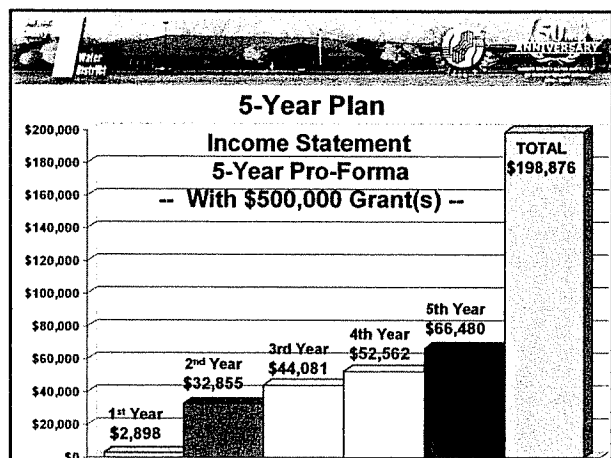 Water
District
50th
ANNIVERSARY
5-Year Plan
Income Statement
5-Year Pro-Forma
-- With $500,000 Grant(s) --
$200,000
$180,000
$160,000
$140,000
$120,000
$100,000
$80,000
$60,000
$40,000
$20,000
$0
1st Year
$2,898
2nd Year
$32,855
3rd Year
$44,081
4th Year
$52,562
5th Year
$66,480
TOTAL
$198,876